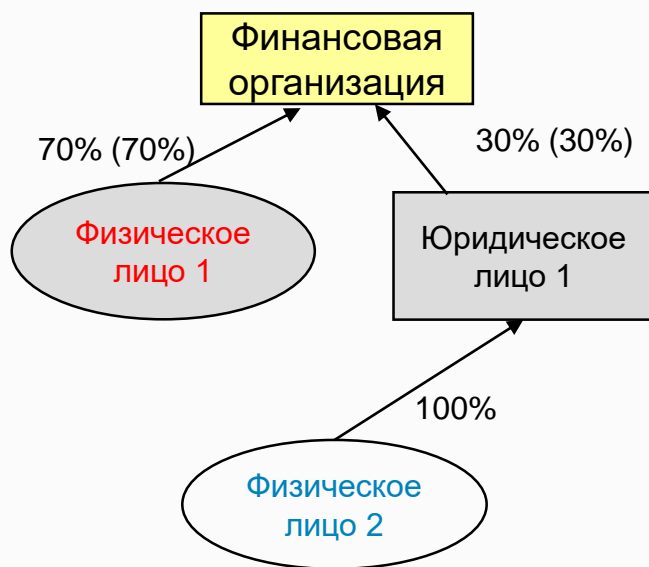 Финансовая
организация
70% (70%)
30% (30%)
Физическое
лицо 1
Юридическое
лицо 1
100%
Физическое
лицо 2